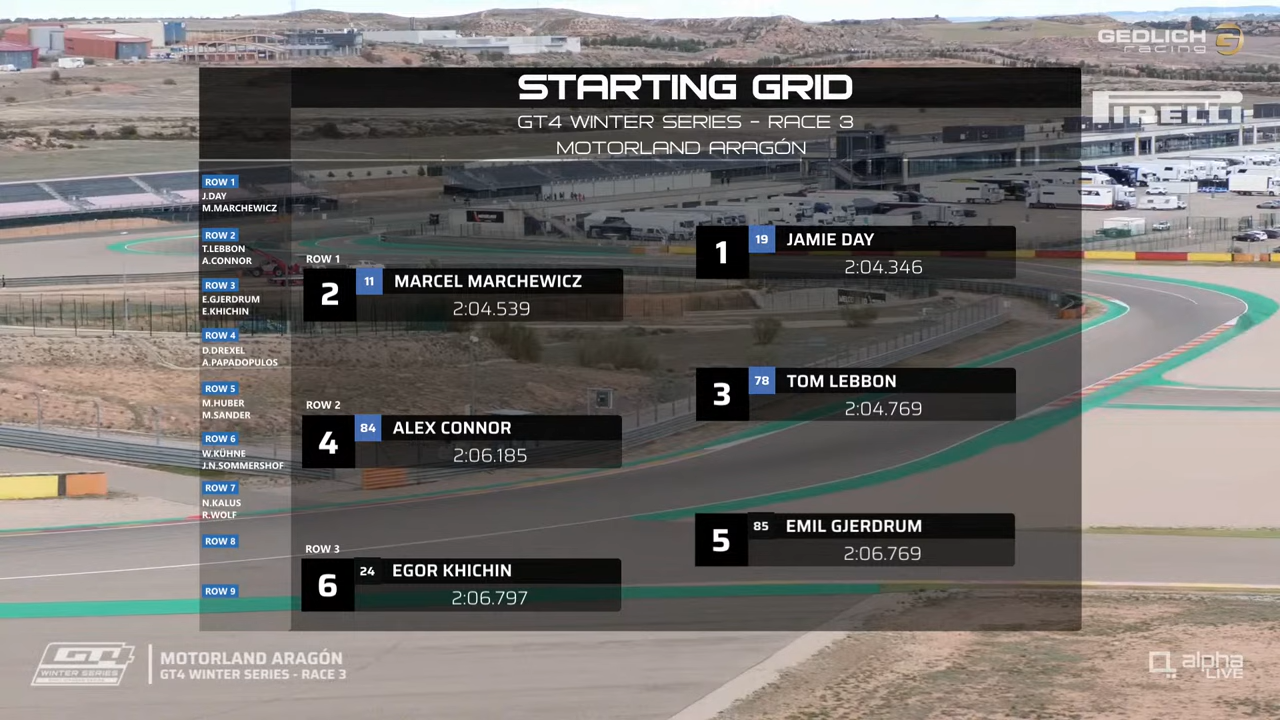 GEDLICH
racing
PIRELLI
STARTING GRID
GT4 WINTER SERIES - RACE 3
MOTORLAND ARAGÓN
ROW 1
J.DAY
M.MARCHEWICZ
ROW 2
T.LEBBON
A.CONNOR
ROW 3
E.GJERDRUM
E.KHICHIN
ROW 4
D.DREXEL
A.PAPADOPULOS
ROW 5
M.HUBER
M.SANDER
ROW 6
W.KÜHNE
J.N.SOMMERSHOF
ROW 7
N.KALUS
R.WOLF
ROW 8
ROW 9
1 19 JAMIE DAY
2:04.346
ROW 1
2 11 MARCEL MARCHEWICZ
2:04.539
3 78 TOM LEBBON
2:04.769
ROW 2
4 84 ALEX CONNOR
2:06.185
5 85 EMIL GJERDRUM
2:06.769
ROW 3
6 24 EGOR KHICHIN
2:06.797
GT4
WINTER SERIES
MOTORLAND ARAGÓN
GT4 WINTER SERIES - RACE 3
alpha
LIVE